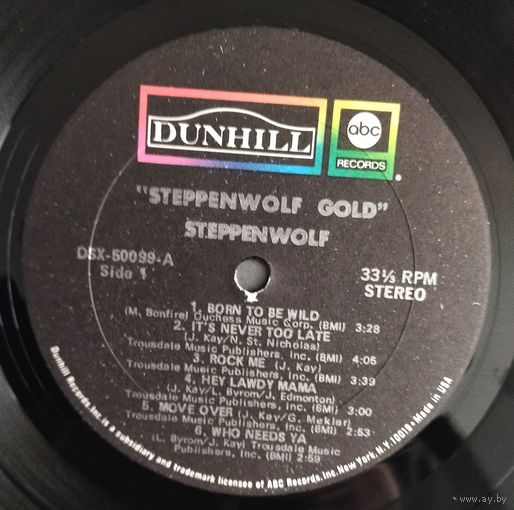 DUNHILL
abc
RECORDS
"STEPPENWOLF GOLD"
STEPPENWOLF
DSX-50099-A
Side 1
33⅓ RPM
STEREO
1. BORN TO BE WILD
(M. Bonfire) Duchess Music Corp. (BMI) 3:28
2. IT'S NEVER TOO LATE
(J. Kay/N. St. Nicholas)
Trousdale Music Publishers, Inc. (BMI) 4:05
3. ROCK ME (J. Kay)
Trousdale Music Publishers, Inc. (BMI) 3:39
4. HEY LAWDY MAMA
(J. Kay/L. Byrom/J. Edmonton)
Trousdale Music Publishers, Inc. (BMI) 3:00
5. MOVE OVER (J. Kay/G. Mekler)
Trousdale Music Publishers, Inc. (BMI) 2:53
6. WHO NEEDS YA
(L. Byrom/J. Kay) Trousdale Music
Publishers, Inc. (BMI) 2:59
Dunhill Records, Inc. is a subsidiary and trademark licensee of ABC Records, Inc. New York, N.Y. 10019 • Made in USA
© www.ay.by